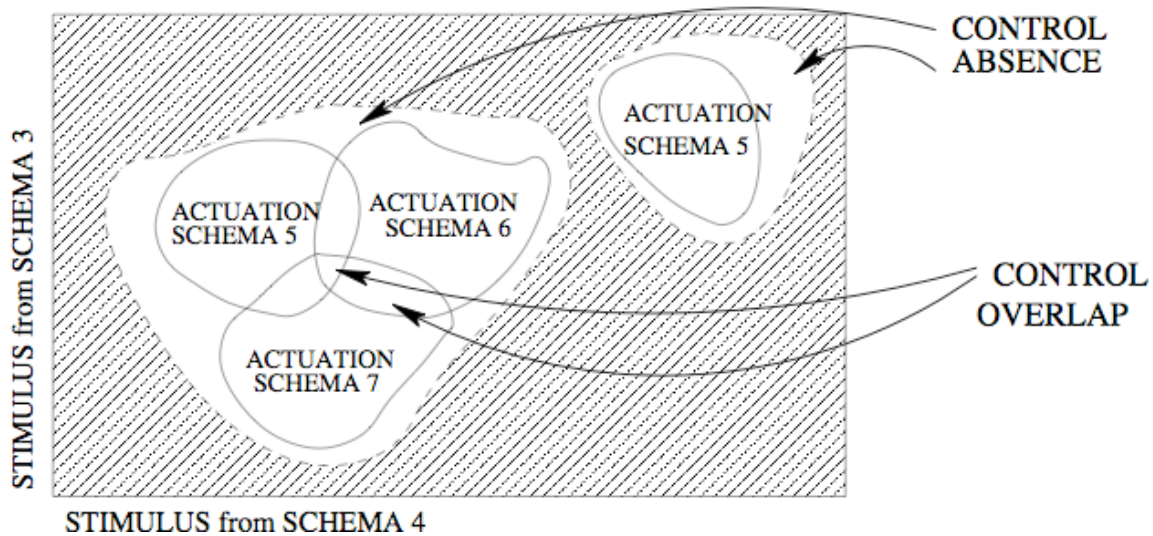 CONTROL
ABSENCE
ACTUATION
SCHEMA 5
STIMULUS from SCHEMA 3
ACTUATION
SCHEMA 5
ACTUATION
SCHEMA 6
CONTROL
OVERLAP
ACTUATION
SCHEMA 7
STIMULUS from SCHEMA 4